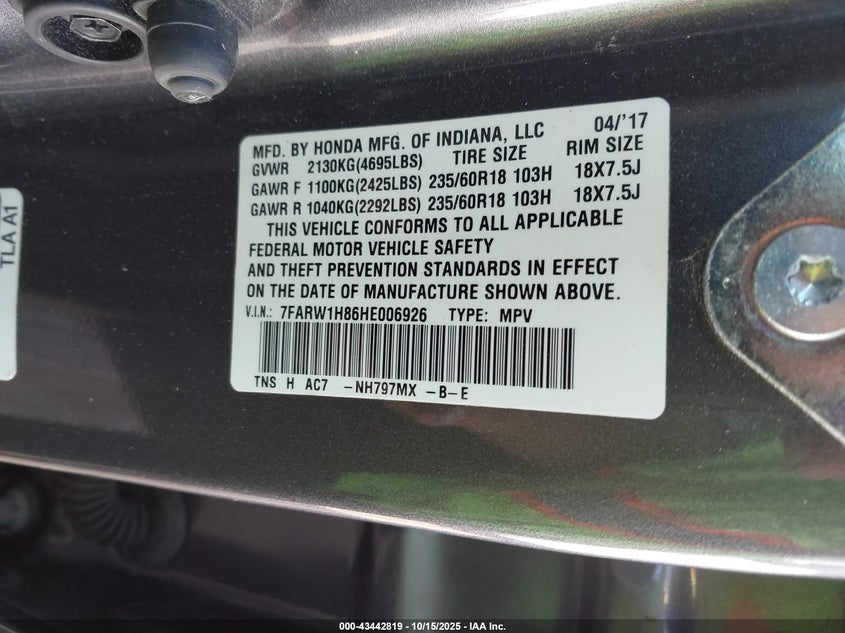 MFD. BY HONDA MFG. OF INDIANA, LLC 04/'17
GVWR 2130KG(4695LBS) TIRE SIZE RIM SIZE
GAWR F 1100KG(2425LBS) 235/60R18 103H 18X7.5J
GAWR R 1040KG(2292LBS) 235/60R18 103H 18X7.5J
THIS VEHICLE CONFORMS TO ALL APPLICABLE
FEDERAL MOTOR VEHICLE SAFETY
AND THEFT PREVENTION STANDARDS IN EFFECT
ON THE DATE OF MANUFACTURE SHOWN ABOVE.
V.I.N.: 7FARW1H86HE006926 TYPE: MPV
TNS H AC7 -NH797MX -B-E
TLA A1
000-43442819 - 10/15/2025 - IAA Inc.